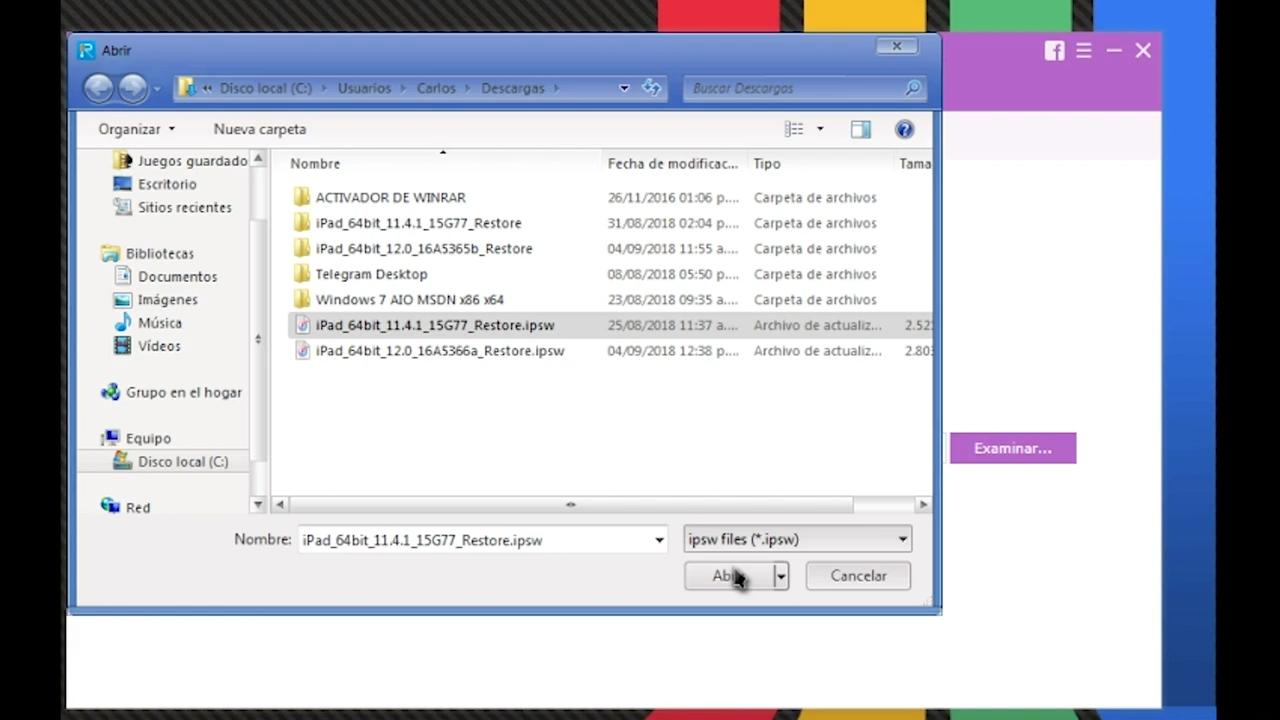 Abrir
Disco local (C:) Usuarios Carlos Descargas
Buscar Descargas
Organizar Nueva carpeta
Nombre Fecha de modificac... Tipo Tama
Juegos guardado
Escritorio
Sitios recientes
Bibliotecas
Documentos
Imágenes
Música
Vídeos
Grupo en el hogar
Equipo
Disco local (C:)
Red
ACTIVADOR DE WINRAR 26/11/2016 01:06 p.... Carpeta de archivos
iPad_64bit_11.4.1_15G77_Restore 31/08/2018 02:04 p.... Carpeta de archivos
iPad_64bit_12.0_16A5365b_Restore 04/09/2018 11:55 a.... Carpeta de archivos
Telegram Desktop 08/08/2018 05:50 p.... Carpeta de archivos
Windows 7 AIO MSDN x86 x64 23/08/2018 09:35 a.... Carpeta de archivos
iPad_64bit_11.4.1_15G77_Restore.ipsw 25/08/2018 11:37 a.... Archivo de actualiz...
iPad_64bit_12.0_16A5366a_Restore.ipsw 04/09/2018 12:38 p.... Archivo de actualiz...
Examinar...
Nombre: iPad_64bit_11.4.1_15G77_Restore.ipsw
ipsw files (*.ipsw)
Cancelar